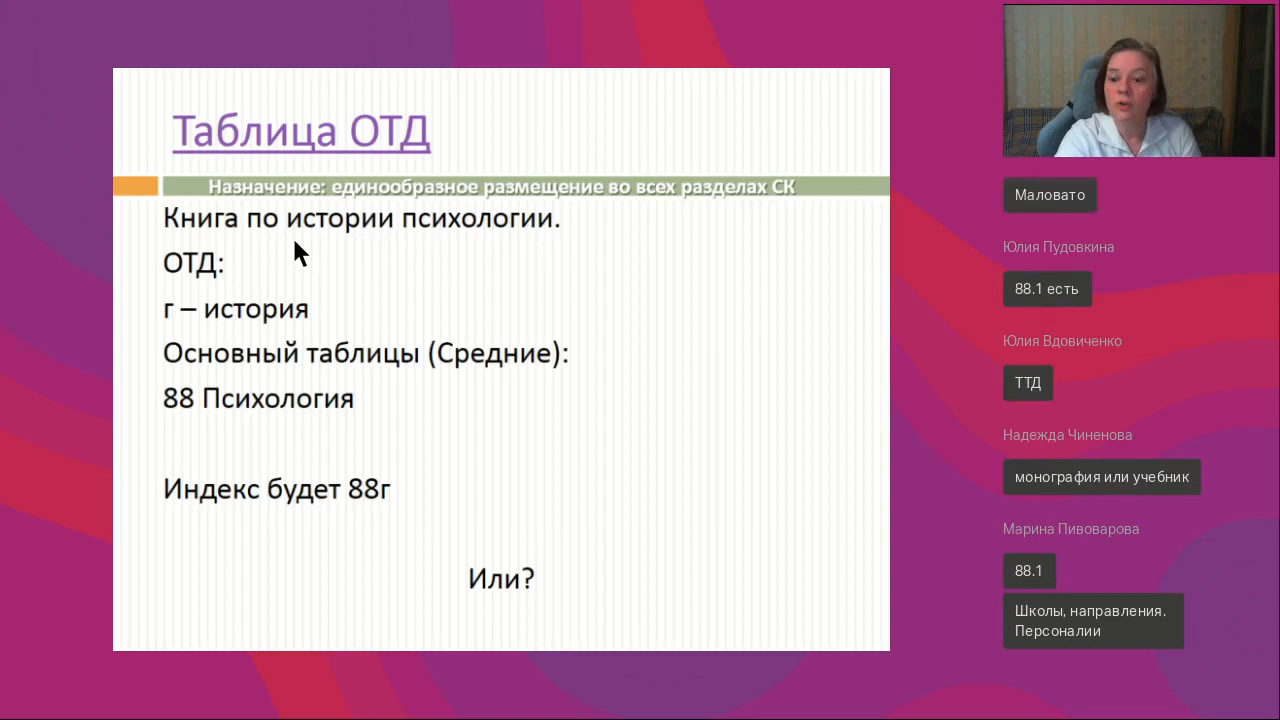 Таблица ОТД
Назначение: единообразное размещение во всех разделах СК
Книга по истории психологии.
ОТД:
г – история
Основный таблицы (Средние):
88 Психология
Индекс будет 88г
Или?
Маловато
Юлия Пудовкина
88.1 есть
Юлия Вдовиченко
ТТД
Надежда Чиненова
монография или учебник
Марина Пивоварова
88.1
Школы, направления.
Персоналии